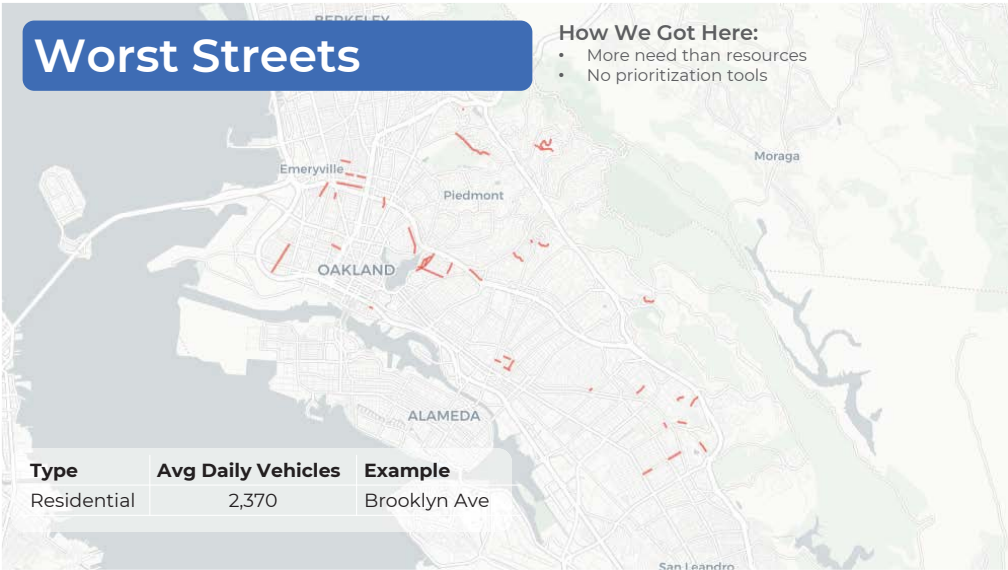 BERKELEY
Worst Streets
How We Got Here:
• More need than resources
• No prioritization tools
Emeryville
Moraga
Piedmont
OAKLAND
ALAMEDA
Type Avg Daily Vehicles Example
Residential 2,370 Brooklyn Ave
San Leandro